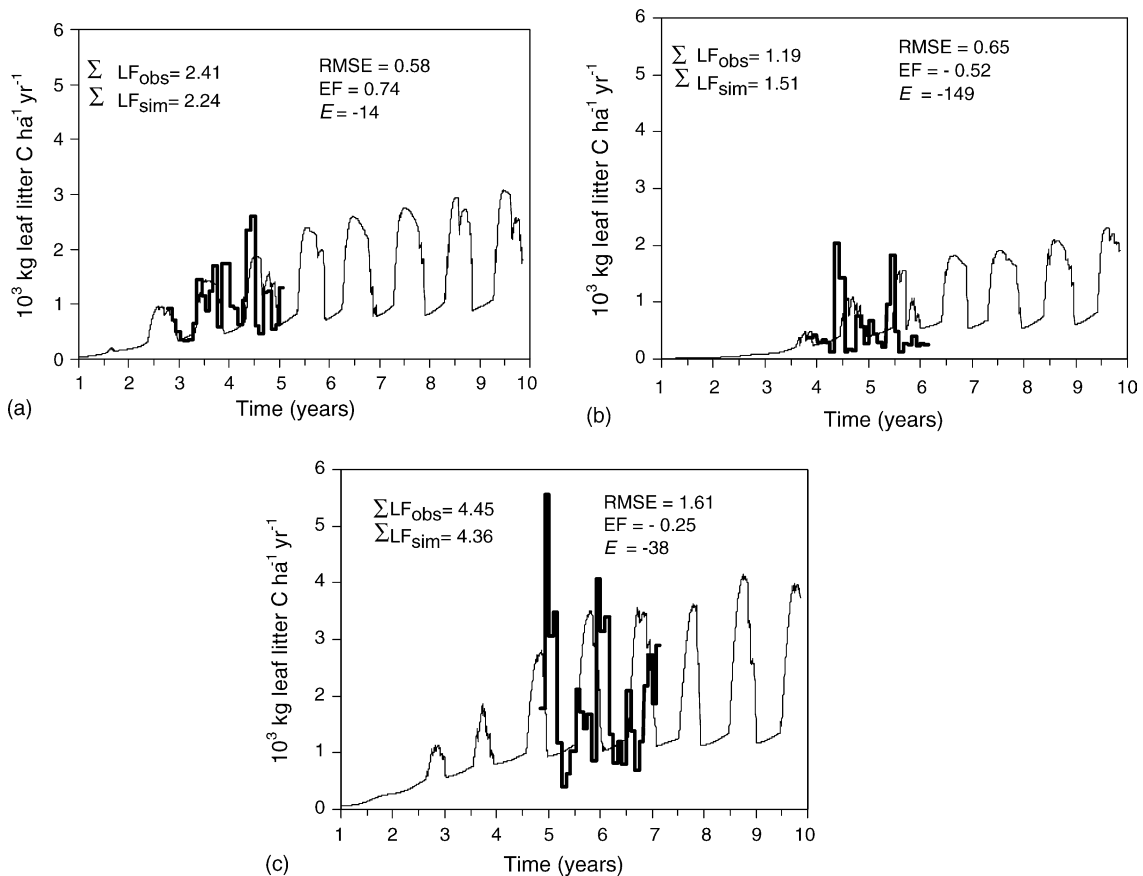 10³ kg leaf litter C ha⁻¹ yr⁻¹
6
5
4
3
2
1
0
∑ LFobs= 2.41
∑ LFsim= 2.24
RMSE = 0.58
EF = 0.74
E = -14
1 2 3 4 5 6 7 8 9 10
Time (years)
(a)
10³ kg leaf litter C ha⁻¹ yr⁻¹
6
5
4
3
2
1
0
∑ LFobs= 1.19
∑ LFsim= 1.51
RMSE = 0.65
EF = - 0.52
E = -149
1 2 3 4 5 6 7 8 9 10
Time (years)
(b)
10³ kg leaf litter C ha⁻¹ yr⁻¹
6
5
4
3
2
1
0
∑LFobs= 4.45
∑LFsim= 4.36
RMSE = 1.61
EF = - 0.25
E = -38
1 2 3 4 5 6 7 8 9 10
Time (years)
(c)